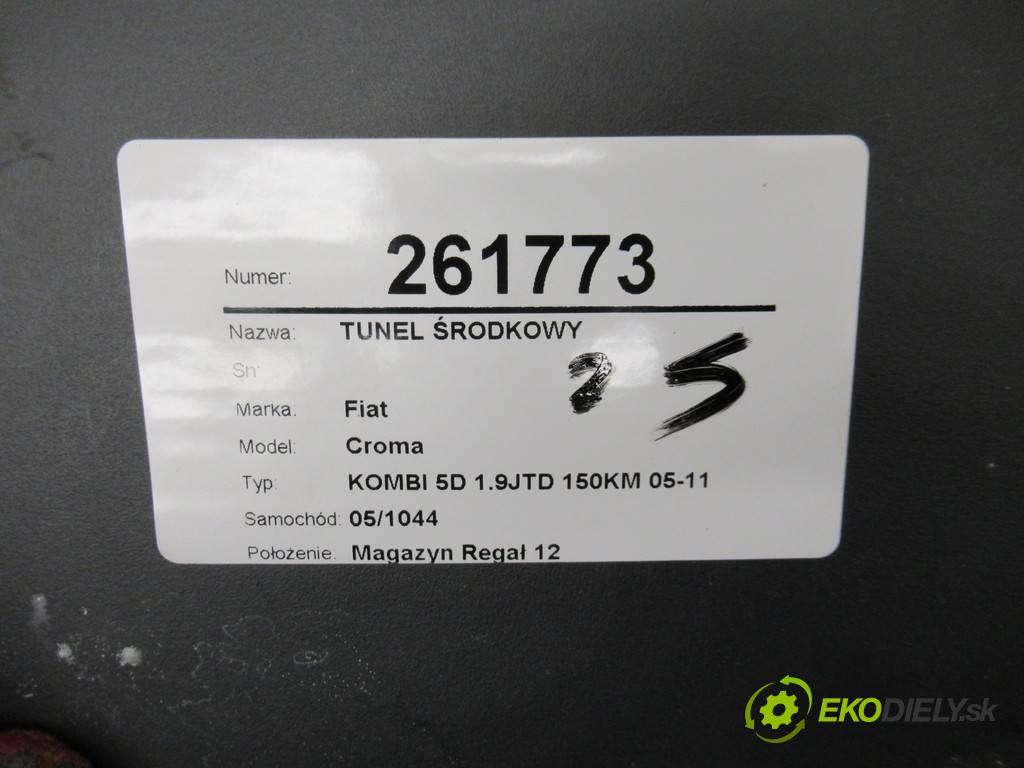 Numer: 261773
Nazwa: TUNEL ŚRODKOWY
Sn:
25
Marka: Fiat
Model: Croma
Typ: KOMBI 5D 1.9JTD 150KM 05-11
Samochód: 05/1044
Położenie: Magazyn Regał 12
EKODIELY.sk